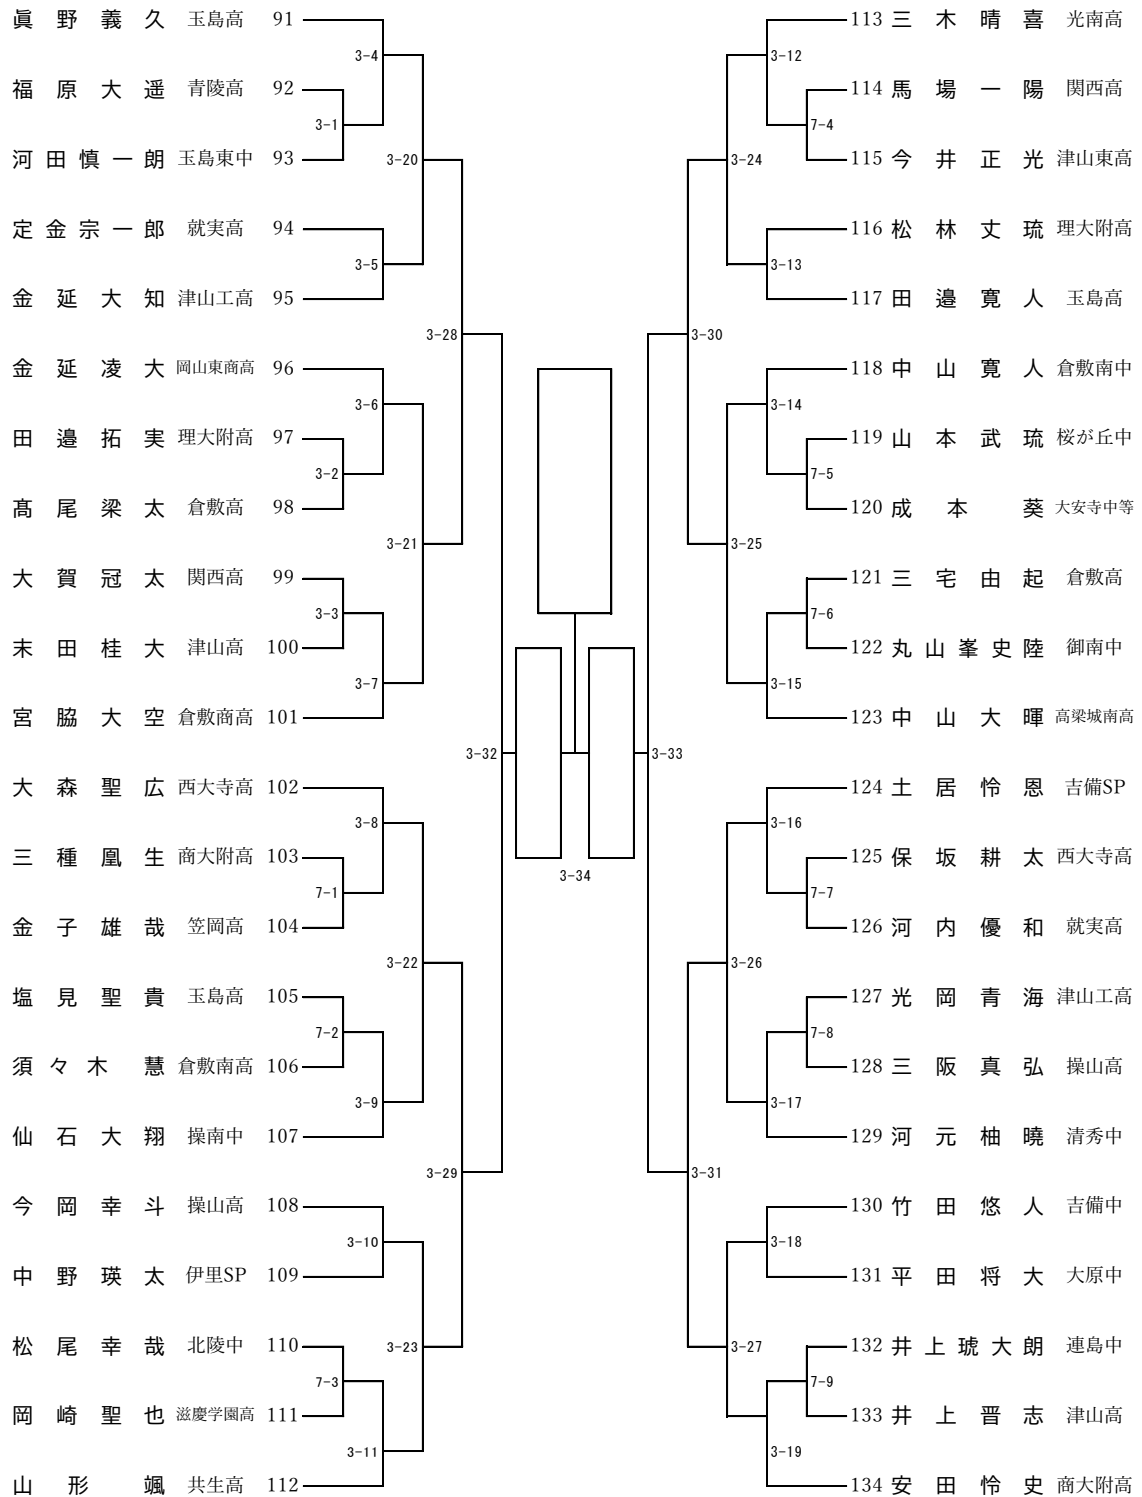 眞野義久 玉島高 91
3-4
福原大遥 青陵高 92
3-1
河田慎一朗 玉島東中 93
3-20
定金宗一郎 就実高 94
3-5
金延大知 津山工高 95
3-28
金延凌大 岡山東商高 96
3-6
田邉拓実 理大附高 97
3-2
髙尾梁太 倉敷高 98
3-21
大賀冠太 関西高 99
3-3
末田桂大 津山高 100
3-7
宮脇大空 倉敷商高 101
3-32
大森聖広 西大寺高 102
3-8
三種凰生 商大附高 103
7-1
金子雄哉 笠岡高 104
3-22
塩見聖貴 玉島高 105
7-2
須々木慧 倉敷南高 106
3-9
仙石大翔 操南中 107
3-29
今岡幸斗 操山高 108
3-10
中野瑛太 伊里SP 109
松尾幸哉 北陵中 110
3-23
7-3
岡崎聖也 滋慶学園高 111
3-11
山形颯 共生高 112
3-34
113 三木晴喜 光南高
3-12
114 馬場一陽 関西高
7-4
115 今井正光 津山東高
3-24
116 松林丈琉 理大附高
3-13
117 田邉寛人 玉島高
3-30
118 中山寛人 倉敷南中
3-14
119 山本武琉 桜が丘中
7-5
120 成本葵 大安寺中等
3-25
121 三宅由起 倉敷高
7-6
122 丸山峯史陸 御南中
3-15
123 中山大暉 高梁城南高
3-33
124 土居怜恩 吉備SP
3-16
125 保坂耕太 西大寺高
7-7
126 河内優和 就実高
3-26
127 光岡青海 津山工高
7-8
128 三阪真弘 操山高
3-17
129 河元柚曉 清秀中
3-31
130 竹田悠人 吉備中
3-18
131 平田将大 大原中
132 井上琥大朗 連島中
3-27
7-9
133 井上晋志 津山高
3-19
134 安田怜史 商大附高